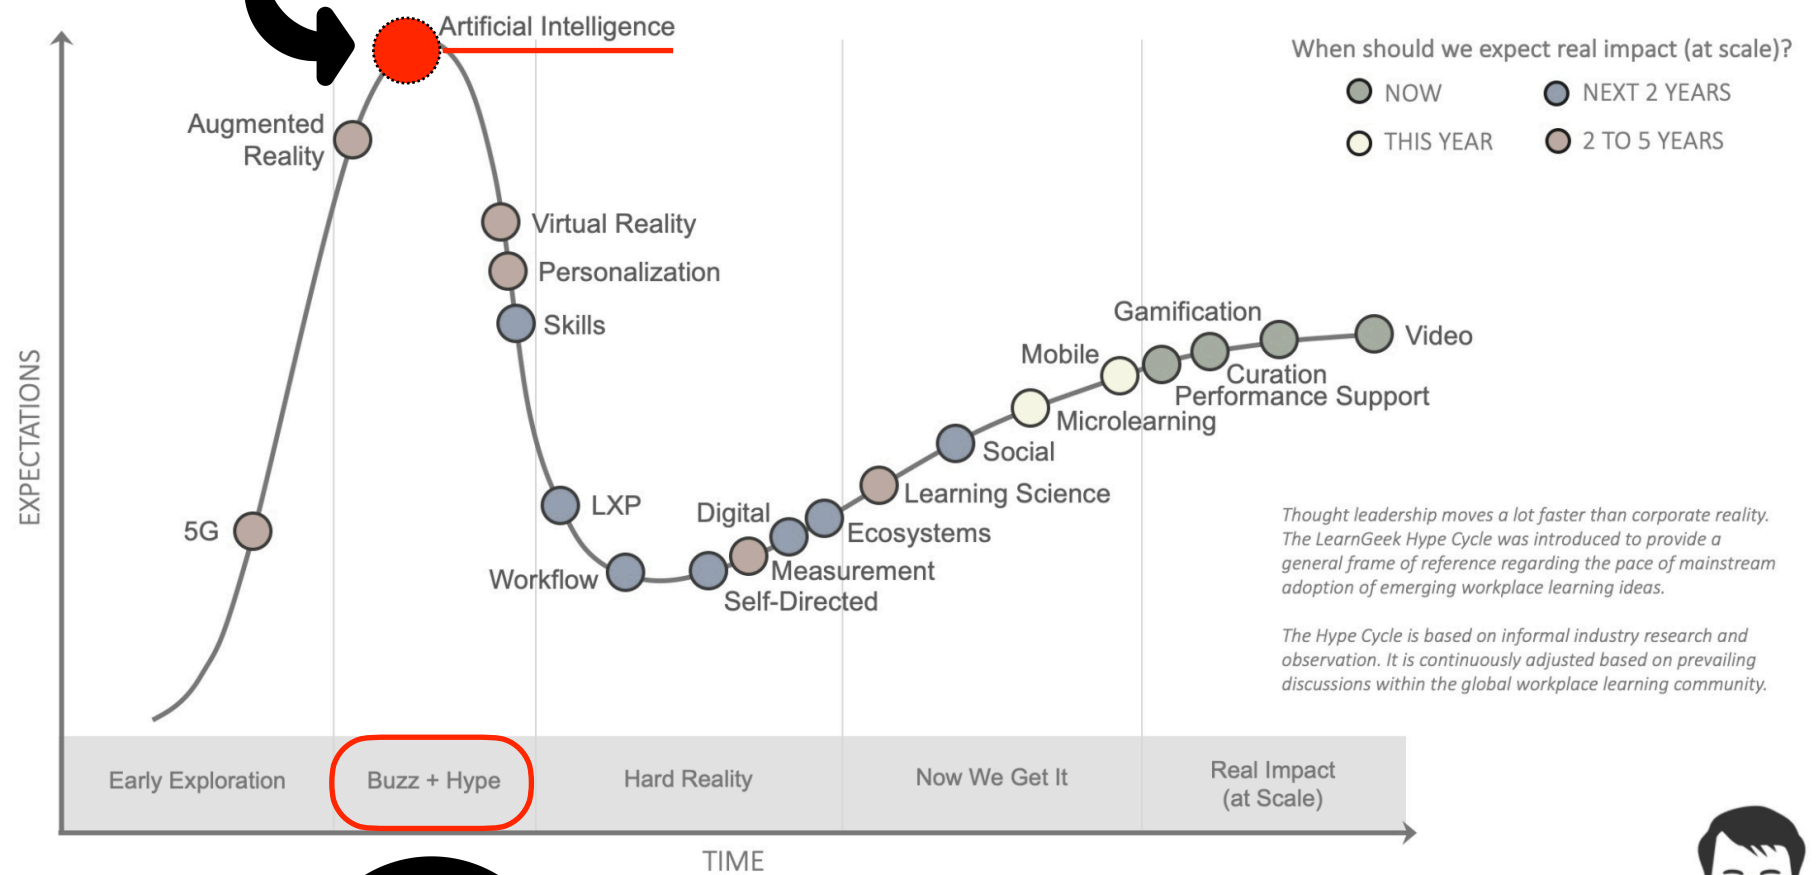 Artificial Intelligence
Augmented
Reality
Virtual Reality
Personalization
Skills
5G
LXP
Workflow
Digital
Self-Directed
Measurement
Ecosystems
Learning Science
Social
Microlearning
Mobile
Performance Support
Curation
Gamification
Video
When should we expect real impact (at scale)?
NOW
NEXT 2 YEARS
THIS YEAR
2 TO 5 YEARS
Thought leadership moves a lot faster than corporate reality.
The LearnGeek Hype Cycle was introduced to provide a
general frame of reference regarding the pace of mainstream
adoption of emerging workplace learning ideas.
The Hype Cycle is based on informal industry research and
observation. It is continuously adjusted based on prevailing
discussions within the global workplace learning community.
EXPECTATIONS
Early Exploration
Buzz + Hype
Hard Reality
Now We Get It
Real Impact
(at Scale)
TIME